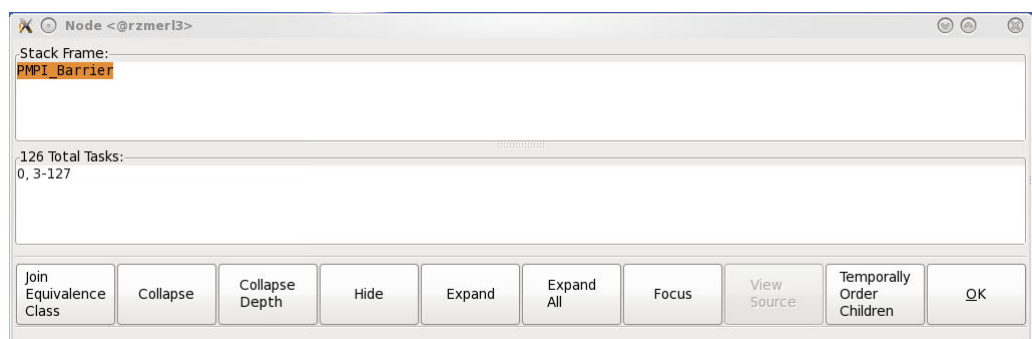 Node <@rzmerl3>
Stack Frame:
PMPI_Barrier
126 Total Tasks:
0, 3-127
Join Equivalence Class
Collapse
Collapse Depth
Hide
Expand
Expand All
Focus
View Source
Temporally Order Children
OK